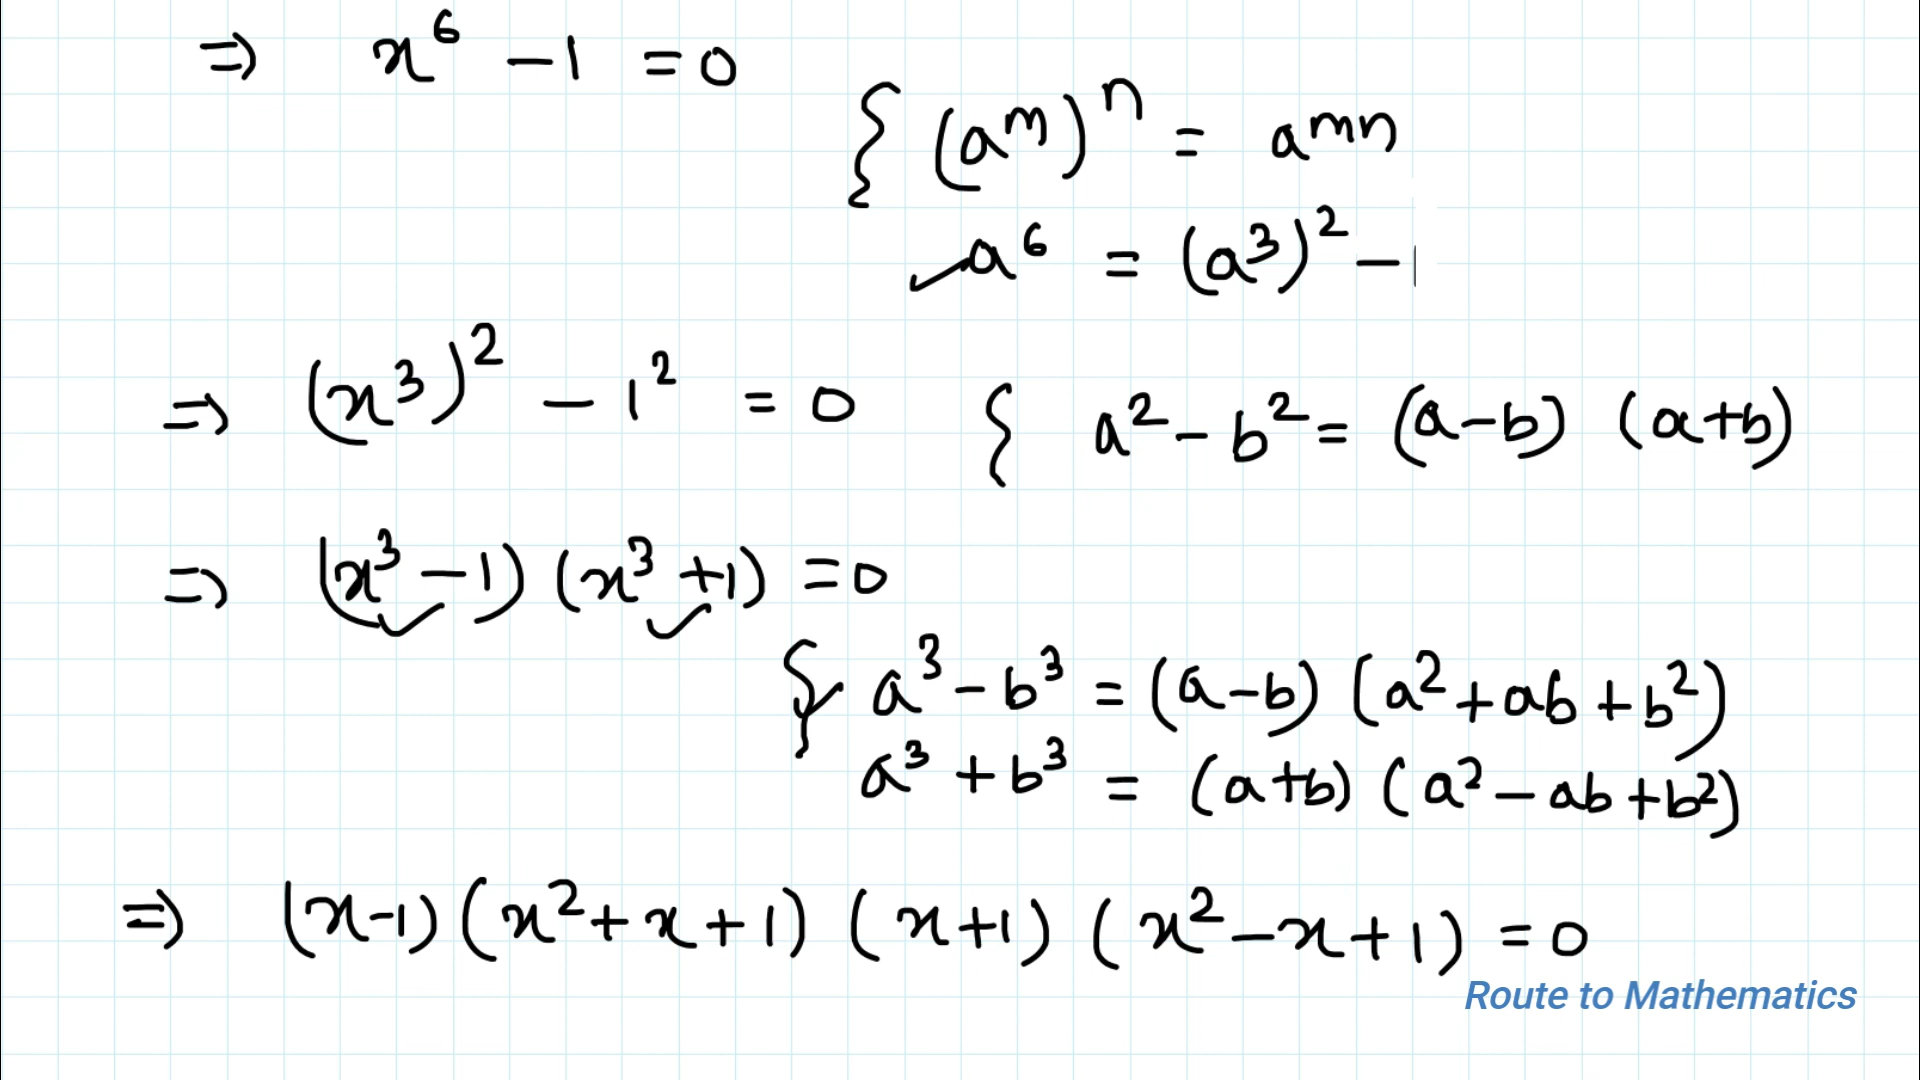 ⇒ x⁶ - 1 = 0
{ (aᵐ)ⁿ = aᵐⁿ
✓a⁶ = (a³)² - 1
⇒ (x³)² - 1² = 0 { a² - b² = (a-b) (a+b)
⇒ (x³ - 1) (x³ + 1) = 0
{ a³ - b³ = (a-b) (a² + ab + b²)
a³ + b³ = (a+b) (a² - ab + b²)
⇒ (x-1) (x² + x + 1) (x+1) (x² - x + 1) = 0
Route to Mathematics